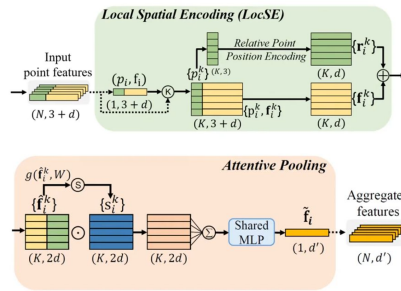 Local Spatial Encoding (LocSE)
Input
point features
(N, 3 + d)
(p_i, f_i)
(1, 3 + d)
K
{p_i^k} (K, 3)
Relative Point
Position Encoding
(K, d)
{r_i^k}
(K, 3 + d)
{p_i^k, f_i^k}
(K, d)
{f_i^k}
Attentive Pooling
g(f̂_i^k, W)
S
{f̂_i^k}
{s_i^k}
(K, 2d)
(K, 2d)
(K, 2d)
Σ
Shared
MLP
f̃_i
(1, d')
Aggregate
features
(N, d')